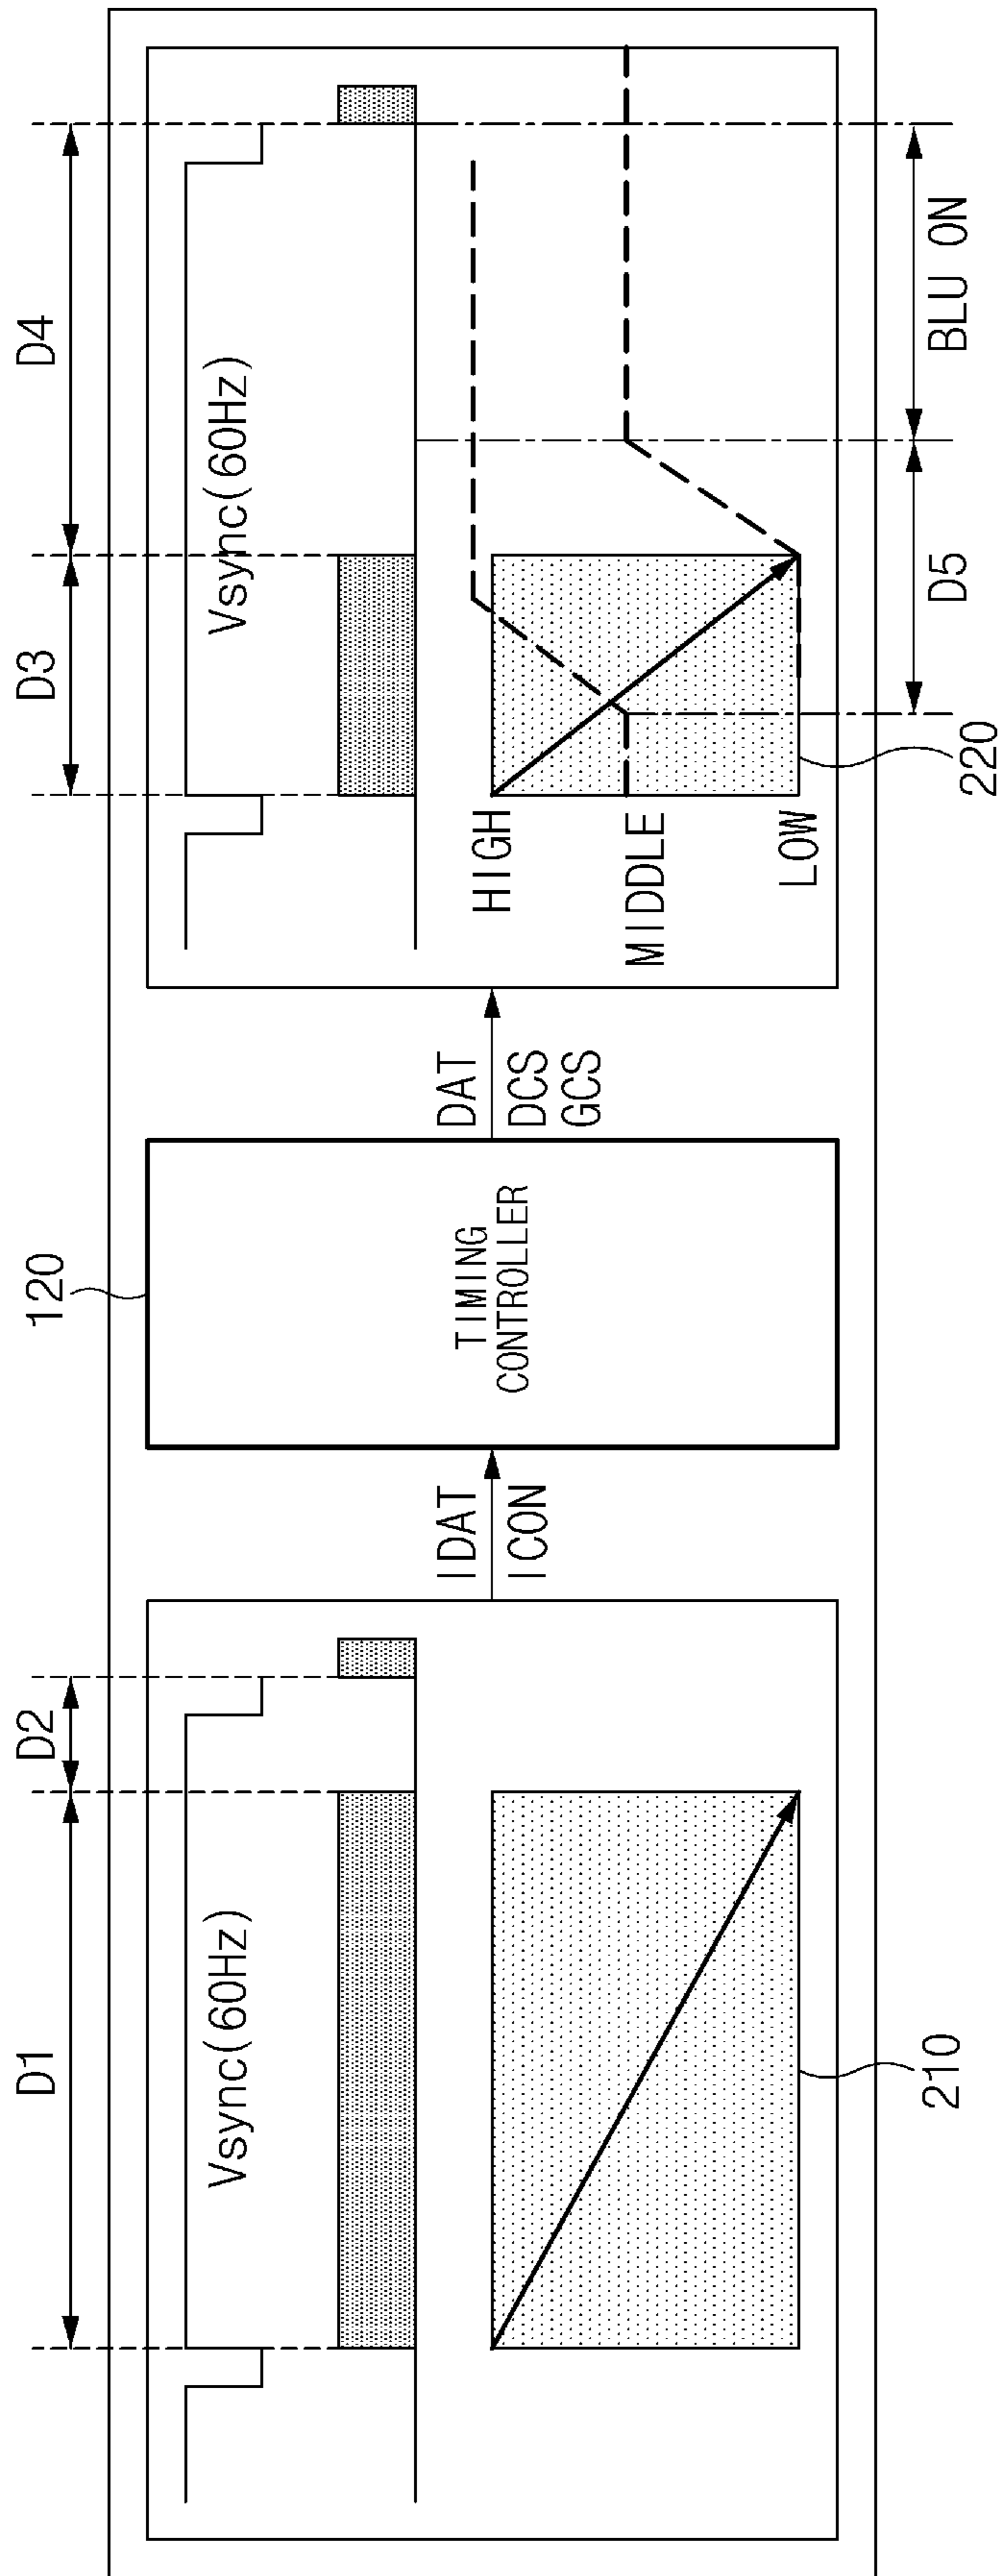 D1
D2
Vsync(60Hz)
210
IDAT
ICON
120
TIMING
CONTROLLER
DAT
DCS
GCS
D3
D4
Vsync(60Hz)
HIGH
MIDDLE
LOW
220
D5
BLU ON